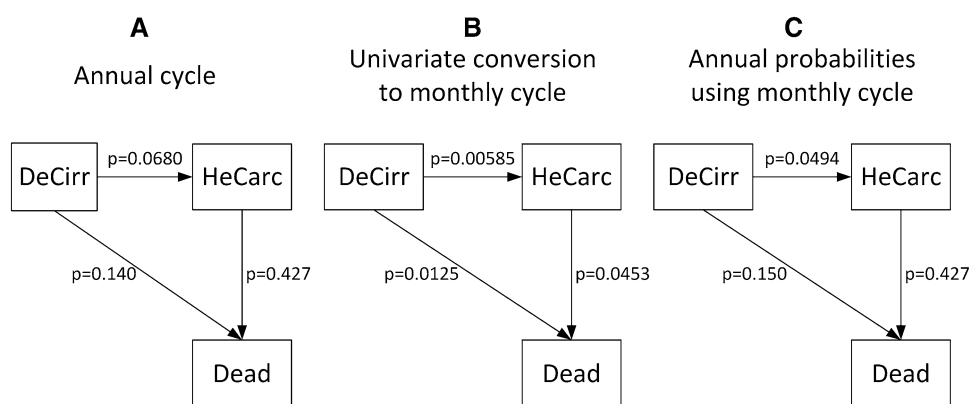 A
Annual cycle
DeCirr
p=0.0680
HeCarc
p=0.140
p=0.427
Dead
B
Univariate conversion
to monthly cycle
DeCirr
p=0.00585
HeCarc
p=0.0125
p=0.0453
Dead
C
Annual probabilities
using monthly cycle
DeCirr
p=0.0494
HeCarc
p=0.150
p=0.427
Dead